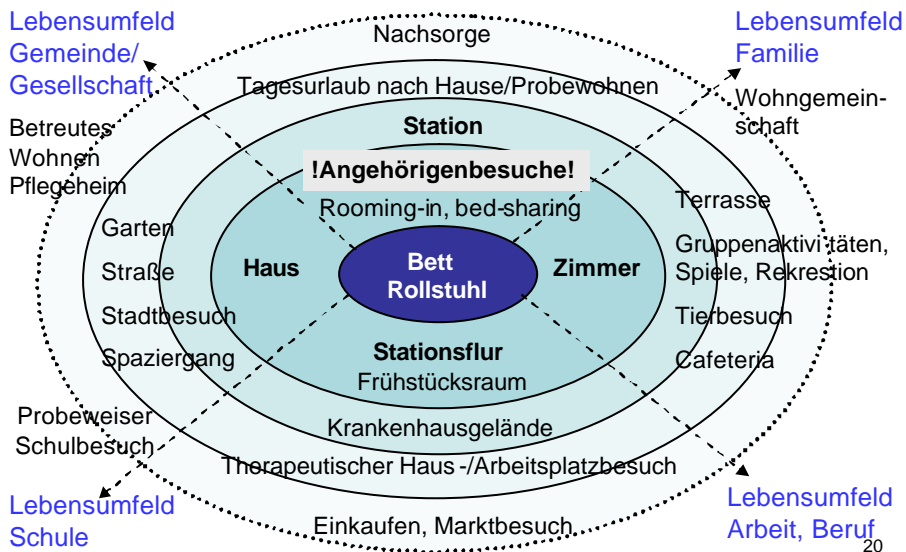 Lebensumfeld
Gemeinde/
Gesellschaft
Nachsorge
Lebensumfeld
Familie
Tagesurlaub nach Hause/Probewohnen
Wohngemein-
schaft
Betreutes
Wohnen
Pflegeheim
Station
!Angehörigenbesuche!
Rooming-in, bed-sharing
Terrasse
Garten
Straße
Stadtbesuch
Spaziergang
Haus
Bett
Rollstuhl
Zimmer
Gruppenaktivi täten,
Spiele, Rekrestion
Tierbesuch
Cafeteria
Stationsflur
Frühstücksraum
Probeweiser
Schulbesuch
Krankenhausgelände
Therapeutischer Haus -/Arbeitsplatzbesuch
Lebensumfeld
Schule
Einkaufen, Marktbesuch
Lebensumfeld
Arbeit, Beruf
20